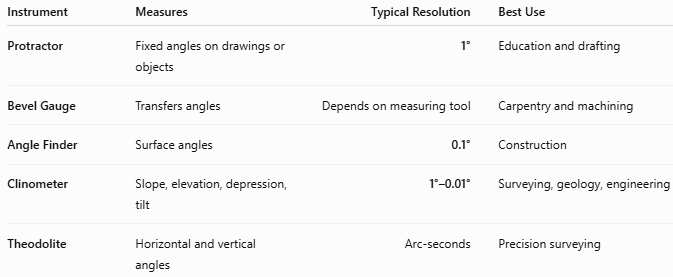 Instrument Measures Typical Resolution Best Use
Protractor Fixed angles on drawings or 1° Education and drafting
objects
Bevel Gauge Transfers angles Depends on measuring tool Carpentry and machining
Angle Finder Surface angles 0.1° Construction
Clinometer Slope, elevation, depression, 1°–0.01° Surveying, geology, engineering
tilt
Theodolite Horizontal and vertical Arc-seconds Precision surveying
angles